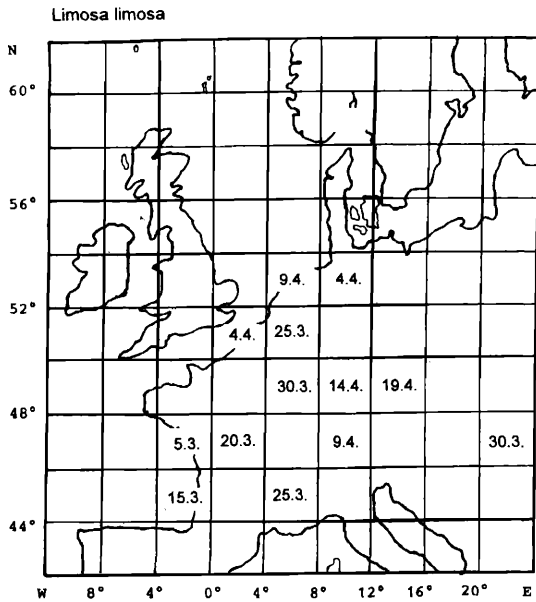 Limosa limosa
N
60°
56°
9.4. 4.4.
52°
4.4. 25.3.
30.3. 14.4. 19.4.
48°
5.3. 20.3. 9.4. 30.3.
15.3. 25.3.
44°
W 8° 4° 0° 4° 8° 12° 16° 20° E